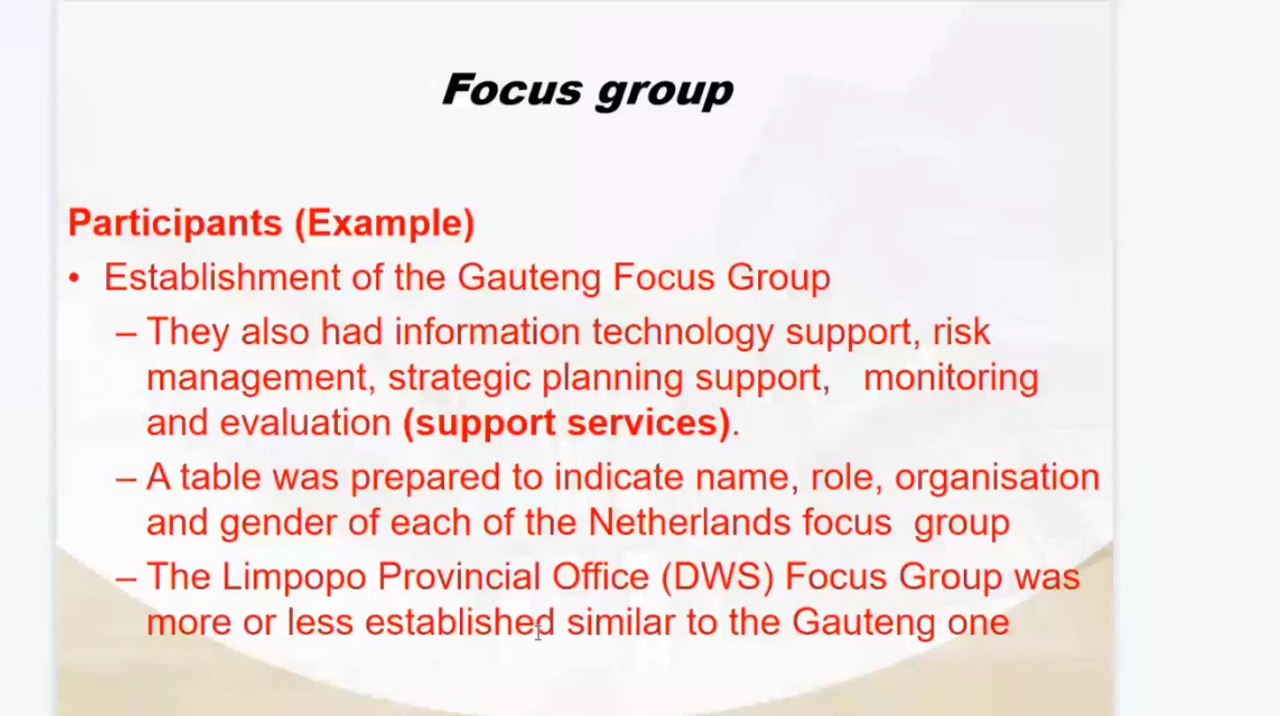 Focus group
Participants (Example)
• Establishment of the Gauteng Focus Group
– They also had information technology support, risk
management, strategic planning support, monitoring
and evaluation (support services).
– A table was prepared to indicate name, role, organisation
and gender of each of the Netherlands focus group
– The Limpopo Provincial Office (DWS) Focus Group was
more or less established similar to the Gauteng one